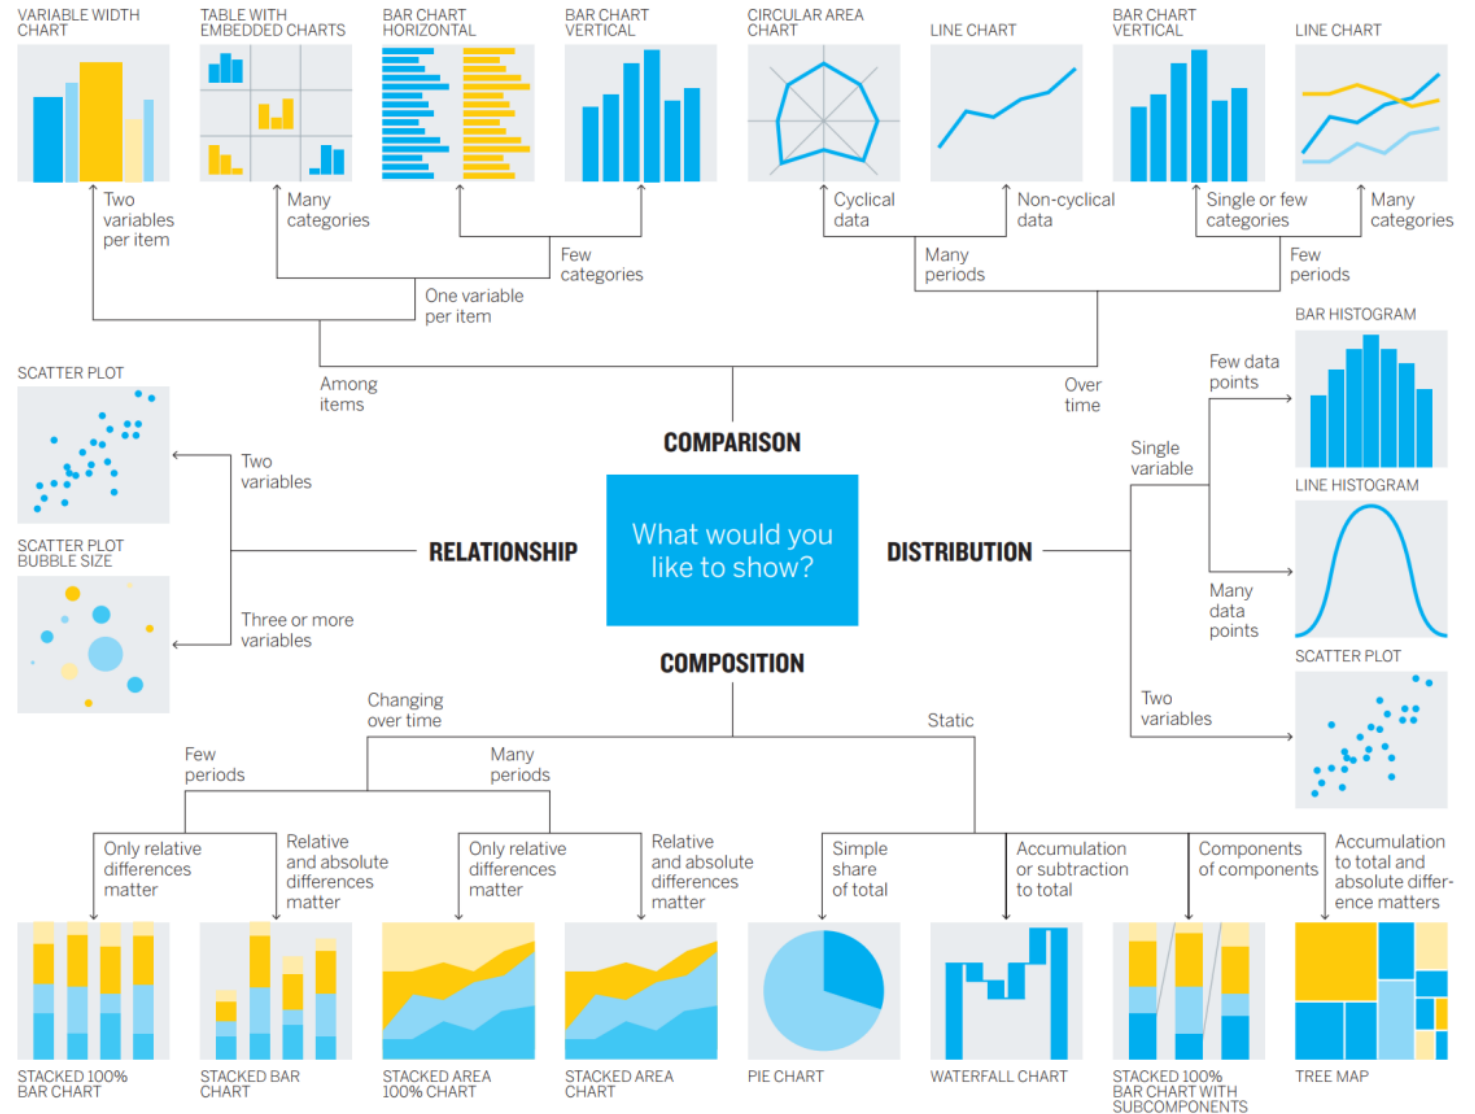 VARIABLE WIDTH
CHART
TABLE WITH
EMBEDDED CHARTS
BAR CHART
HORIZONTAL
BAR CHART
VERTICAL
CIRCULAR AREA
CHART
LINE CHART
BAR CHART
VERTICAL
LINE CHART
Two
variables
per item
Many
categories
Few
categories
One variable
per item
Cyclical
data
Non-cyclical
data
Many
periods
Single or few
categories
Many
categories
Few
periods
Among
items
Over
time
COMPARISON
SCATTER PLOT
Two
variables
SCATTER PLOT
BUBBLE SIZE
Three or more
variables
RELATIONSHIP
What would you
like to show?
DISTRIBUTION
Single
variable
Few data
points
BAR HISTOGRAM
LINE HISTOGRAM
Many
data
points
SCATTER PLOT
Two
variables
COMPOSITION
Changing
over time
Static
Few
periods
Many
periods
Only relative
differences
matter
Relative
and absolute
differences
matter
Only relative
differences
matter
Relative
and absolute
differences
matter
Simple
share
of total
Accumulation
or subtraction
to total
Components
of components
Accumulation
to total and
absolute differ-
ence matters
STACKED 100%
BAR CHART
STACKED BAR
CHART
STACKED AREA
100% CHART
STACKED AREA
CHART
PIE CHART
WATERFALL CHART
STACKED 100%
BAR CHART WITH
SUBCOMPONENTS
TREE MAP